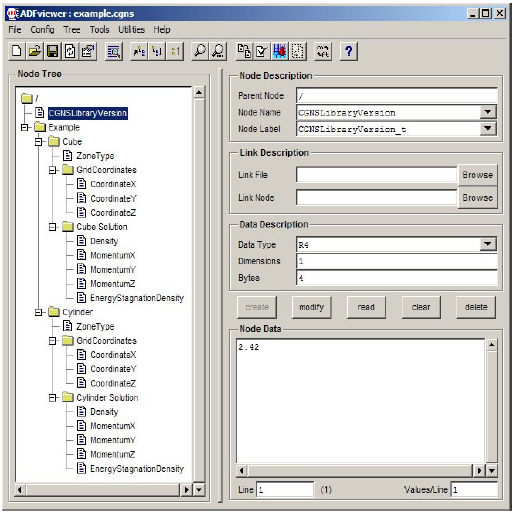 ADFviewer : example.cgns
File Config Tree Tools Utilities Help
Node Tree
/
CGNSLibraryVersion
Example
Cube
ZoneType
GridCoordinates
CoordinateX
CoordinateY
CoordinateZ
Cube Solution
Density
MomentumX
MomentumY
MomentumZ
EnergyStagnationDensity
Cylinder
ZoneType
GridCoordinates
CoordinateX
CoordinateY
CoordinateZ
Cylinder Solution
Density
MomentumX
MomentumY
MomentumZ
EnergyStagnationDensity
Node Description
Parent Node /
Node Name CGNSLibraryVersion
Node Label CGNSLibraryVersion_t
Link Description
Link File Browse
Link Node Browse
Data Description
Data Type R4
Dimensions 1
Bytes 4
create modify read clear delete
Node Data
2.42
Line 1 (1) Values/Line 1